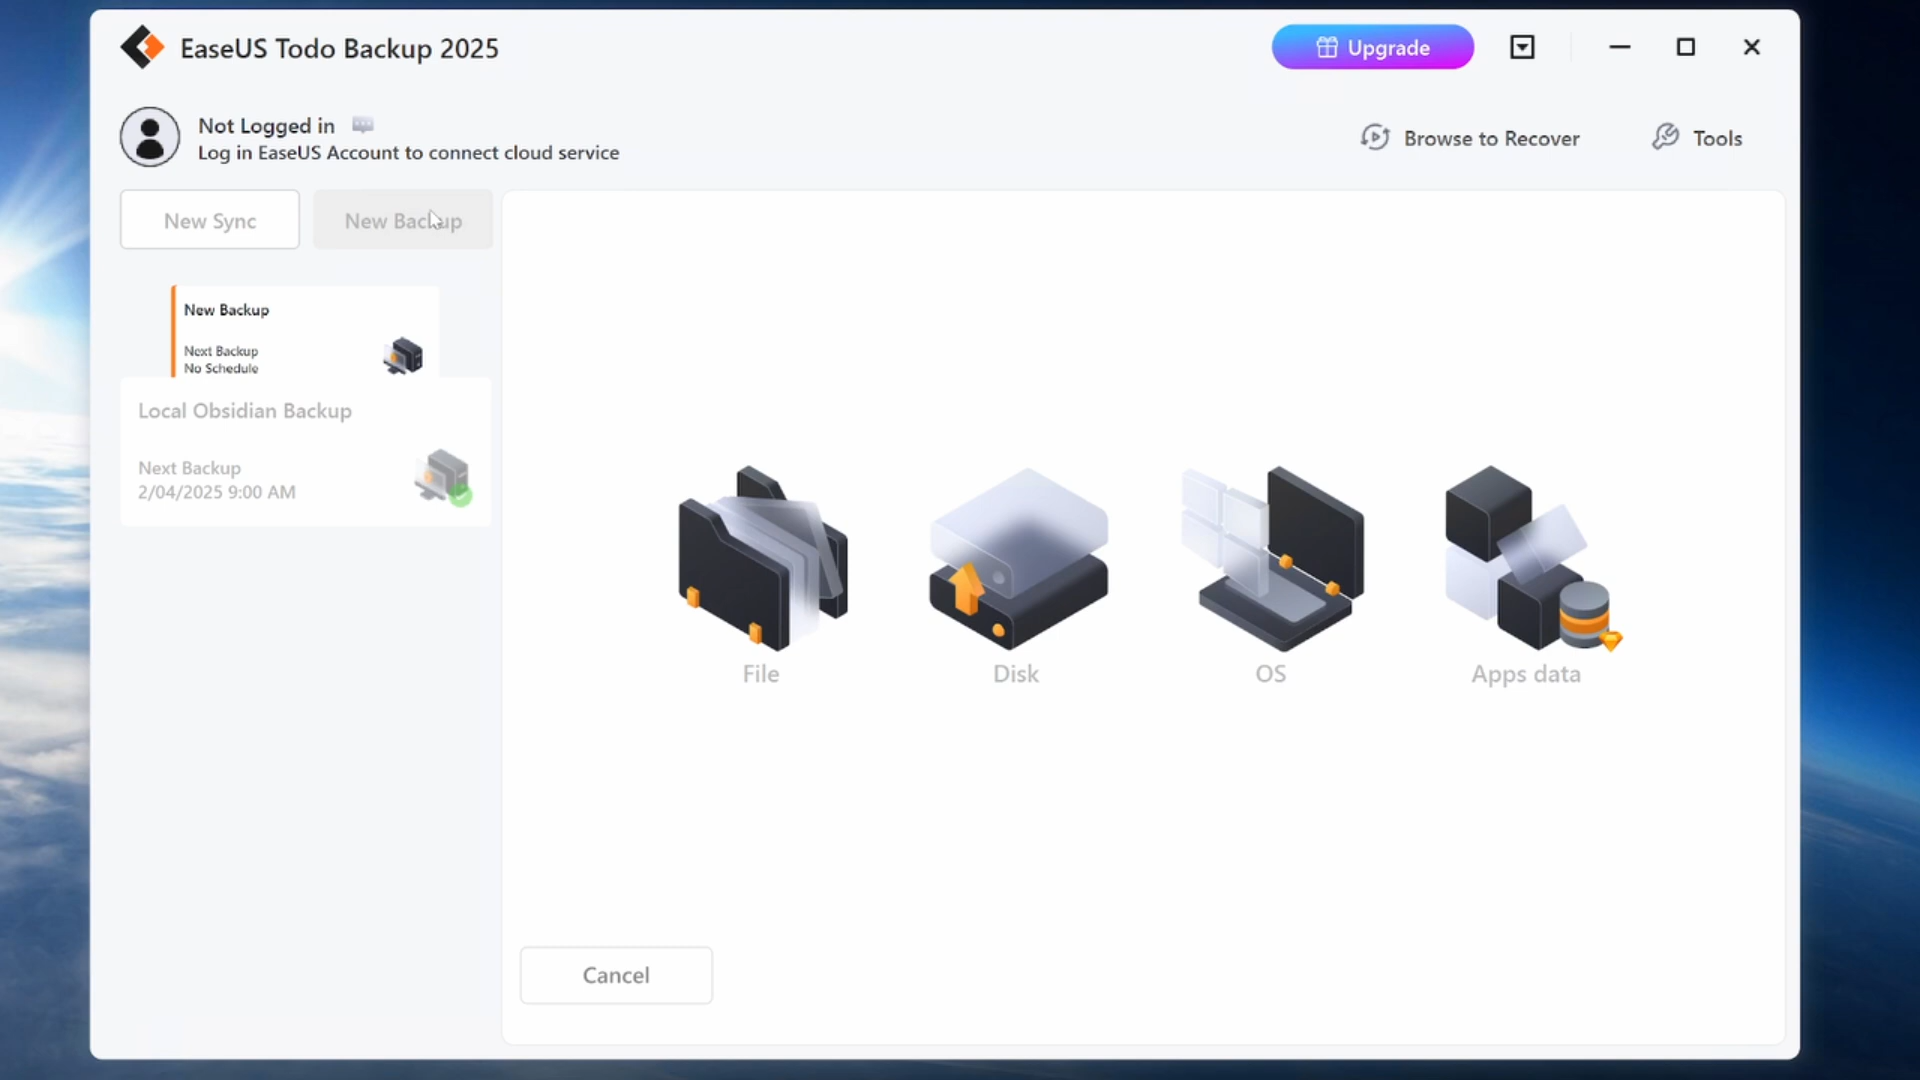 EaseUS Todo Backup 2025
Upgrade
Not Logged in
Log in EaseUS Account to connect cloud service
Browse to Recover
Tools
New Sync
New Backup
New Backup
Next Backup
No Schedule
Local Obsidian Backup
Next Backup
2/04/2025 9:00 AM
File
Disk
OS
Apps data
Cancel